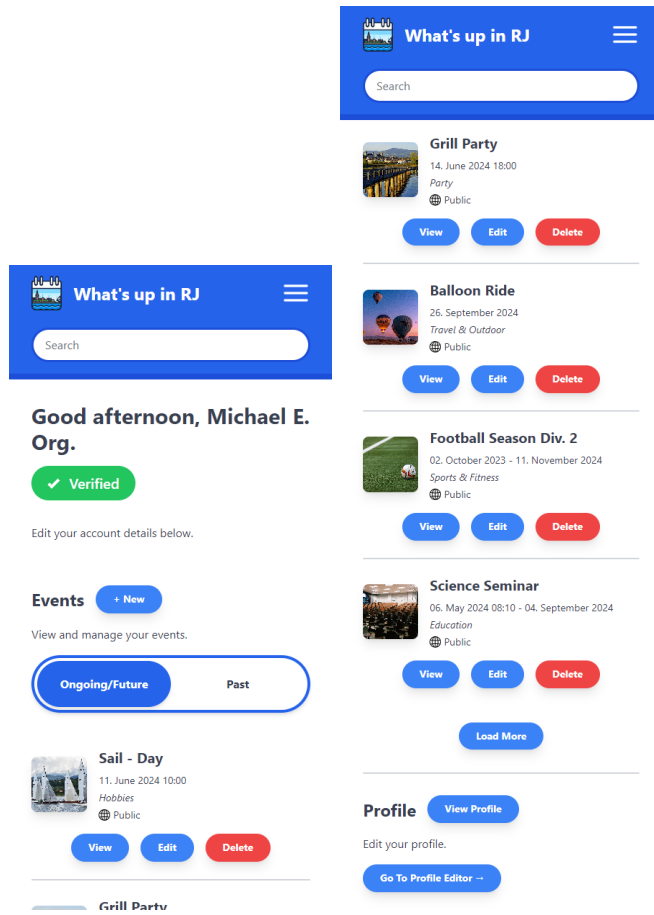 What's up in RJ
Search
Good afternoon, Michael E.
Org.
Verified
Edit your account details below.
Events
+ New
View and manage your events.
Ongoing/Future
Past
Sail - Day
11. June 2024 10:00
Hobbies
Public
View
Edit
Delete
Grill Party
What's up in RJ
Search
Grill Party
14. June 2024 18:00
Party
Public
View
Edit
Delete
Balloon Ride
26. September 2024
Travel & Outdoor
Public
View
Edit
Delete
Football Season Div. 2
02. October 2023 - 11. November 2024
Sports & Fitness
Public
View
Edit
Delete
Science Seminar
06. May 2024 08:10 - 04. September 2024
Education
Public
View
Edit
Delete
Load More
Profile
View Profile
Edit your profile.
Go To Profile Editor →